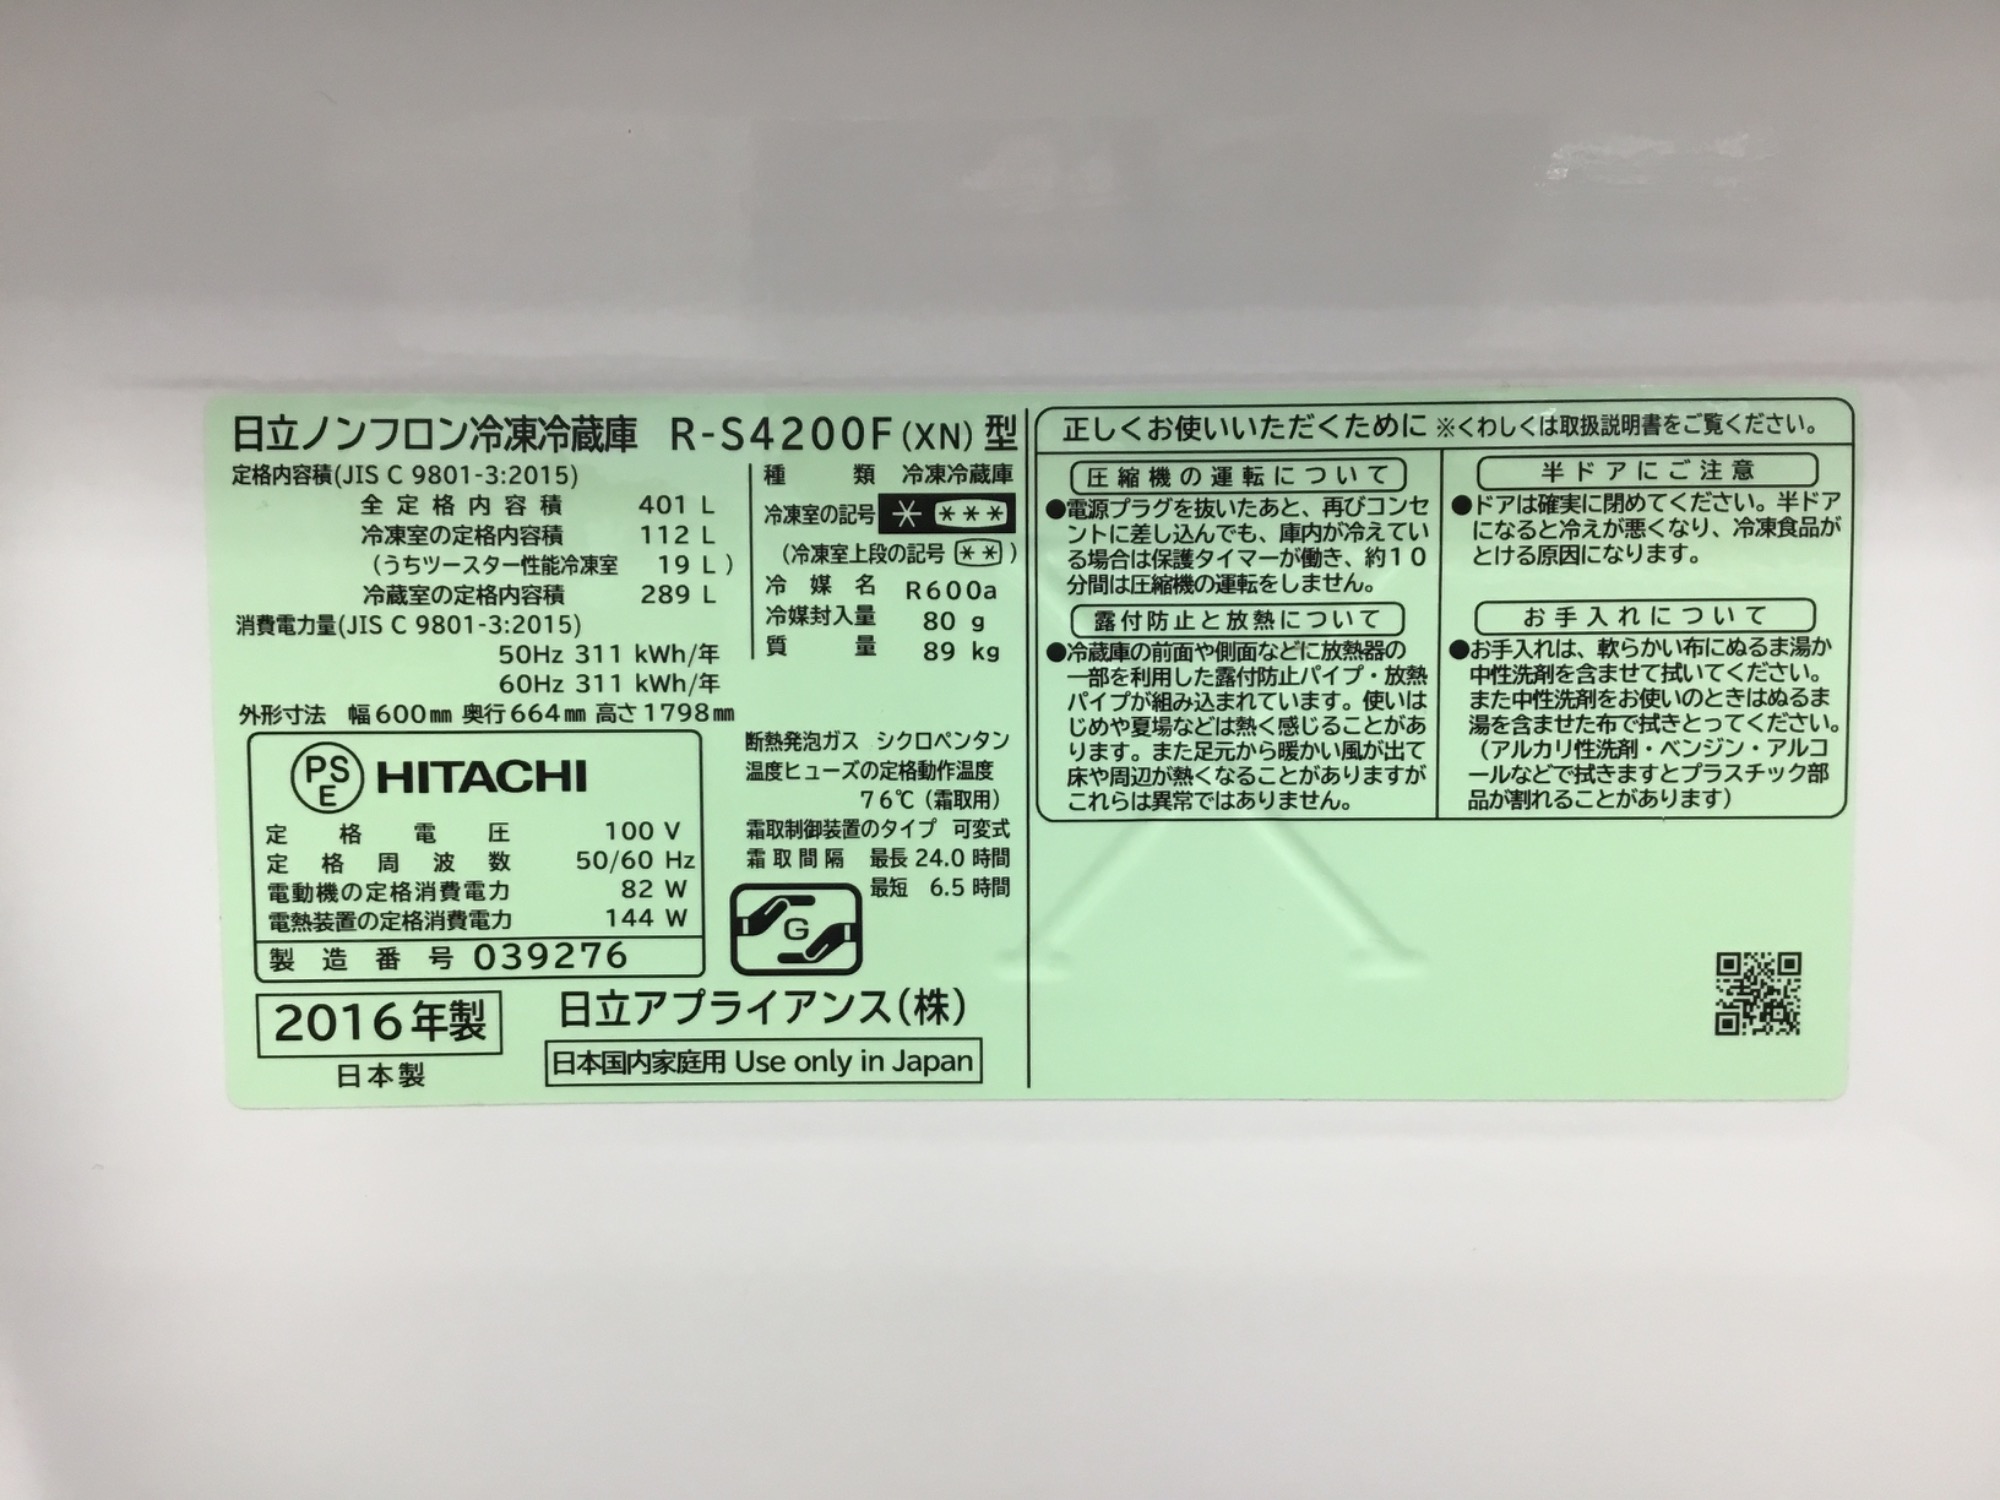 日立ノンフロン冷凍冷蔵庫 R-S4200F(XN)型
定格内容積(JIS C 9801-3:2015)
全定格内容積 401 L
冷凍室の定格内容積 112 L
(うちツースター性能冷凍室 19 L)
冷蔵室の定格内容積 289 L
消費電力量(JIS C 9801-3:2015)
50Hz 311 kWh/年
60Hz 311 kWh/年
外形寸法 幅600㎜ 奥行664㎜ 高さ1798㎜
種類 冷凍冷蔵庫
冷凍室の記号 * ***
(冷凍室上段の記号 **)
冷媒名 R600a
冷媒封入量 80 g
質量 89 kg
PS
E
HITACHI
定格電圧 100 V
定格周波数 50/60 Hz
電動機の定格消費電力 82 W
電熱装置の定格消費電力 144 W
製造番号 039276
断熱発泡ガス シクロペンタン
温度ヒューズの定格動作温度
76℃(霜取用)
霜取制御装置のタイプ 可変式
霜取間隔 最長 24.0 時間
最短 6.5 時間
G
2016年製
日本製
日立アプライアンス(株)
日本国内家庭用 Use only in Japan
正しくお使いいただくために ※くわしくは取扱説明書をご覧ください。
圧縮機の運転について
●電源プラグを抜いたあと、再びコンセ
ントに差し込んでも、庫内が冷えてい
る場合は保護タイマーが働き、約10
分間は圧縮機の運転をしません。
露付防止と放熱について
●冷蔵庫の前面や側面などに放熱器の
一部を利用した露付防止パイプ・放熱
パイプが組み込まれています。使いは
じめや夏場などは熱く感じることがあ
ります。また足元から暖かい風が出て
床や周辺が熱くなることがありますが
これらは異常ではありません。
半ドアにご注意
●ドアは確実に閉めてください。半ドア
になると冷えが悪くなり、冷凍食品が
とける原因になります。
お手入れについて
●お手入れは、軟らかい布にぬるま湯か
中性洗剤を含ませて拭いてください。
また中性洗剤をお使いのときはぬるま
湯を含ませた布で拭きとってください。
(アルカリ性洗剤・ベンジン・アルコ
ールなどで拭きますとプラスチック部
品が割れることがあります)